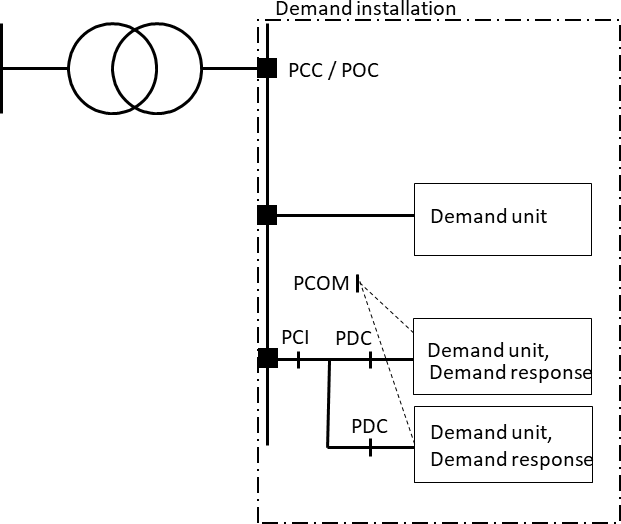 Demand installation
PCC / POC
Demand unit
PCOM
PCI
PDC
Demand unit,
Demand response
PDC
Demand unit,
Demand response